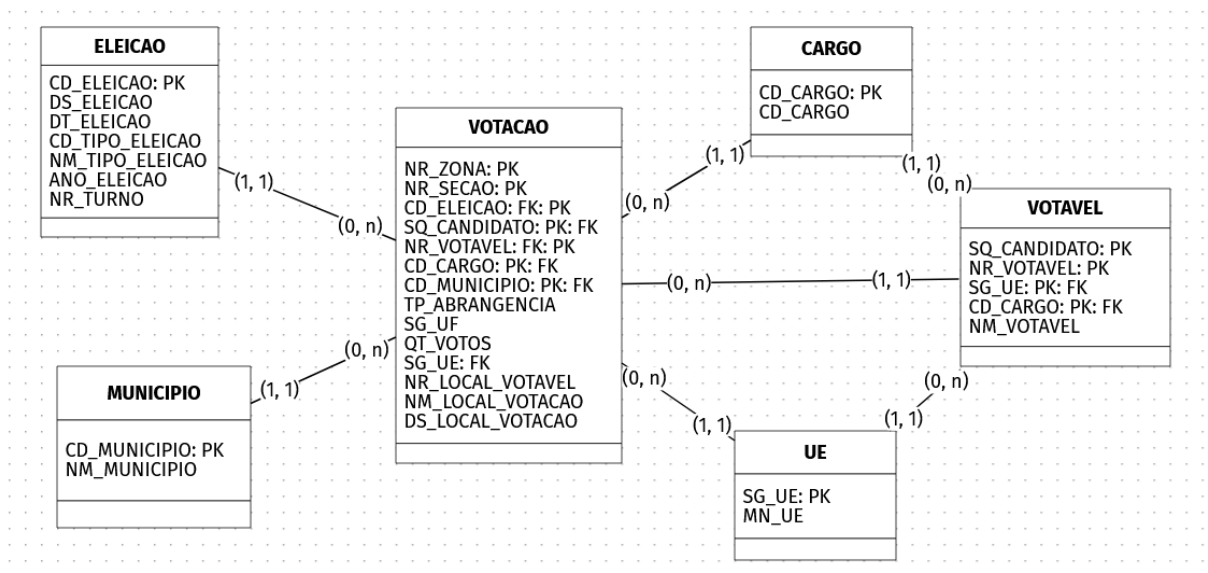 ELEICAO
CD_ELEICAO: PK
DS_ELEICAO
DT_ELEICAO
CD_TIPO_ELEICAO
NM_TIPO_ELEICAO
ANO_ELEICAO
NR_TURNO
(1, 1)
(0, n)
VOTACAO
NR_ZONA: PK
NR_SECAO: PK
CD_ELEICAO: FK: PK
SQ_CANDIDATO: PK: FK
NR_VOTAVEL: FK: PK
CD_CARGO: PK: FK
CD_MUNICIPIO: PK: FK
TP_ABRANGENCIA
SG_UF
QT_VOTOS
SG_UE: FK
NR_LOCAL_VOTAVEL
NM_LOCAL_VOTACAO
DS_LOCAL_VOTACAO
CARGO
CD_CARGO: PK
CD_CARGO
(1, 1)
(0, n)
(1, 1)
(0, n)
VOTAVEL
SQ_CANDIDATO: PK
NR_VOTAVEL: PK
SG_UE: PK: FK
CD_CARGO: PK: FK
NM_VOTAVEL
(0, n)
(1, 1)
(0, n)
(1, 1)
MUNICIPIO
CD_MUNICIPIO: PK
NM_MUNICIPIO
(0, n)
(1, 1)
(0, n)
(1, 1)
UE
SG_UE: PK
MN_UE